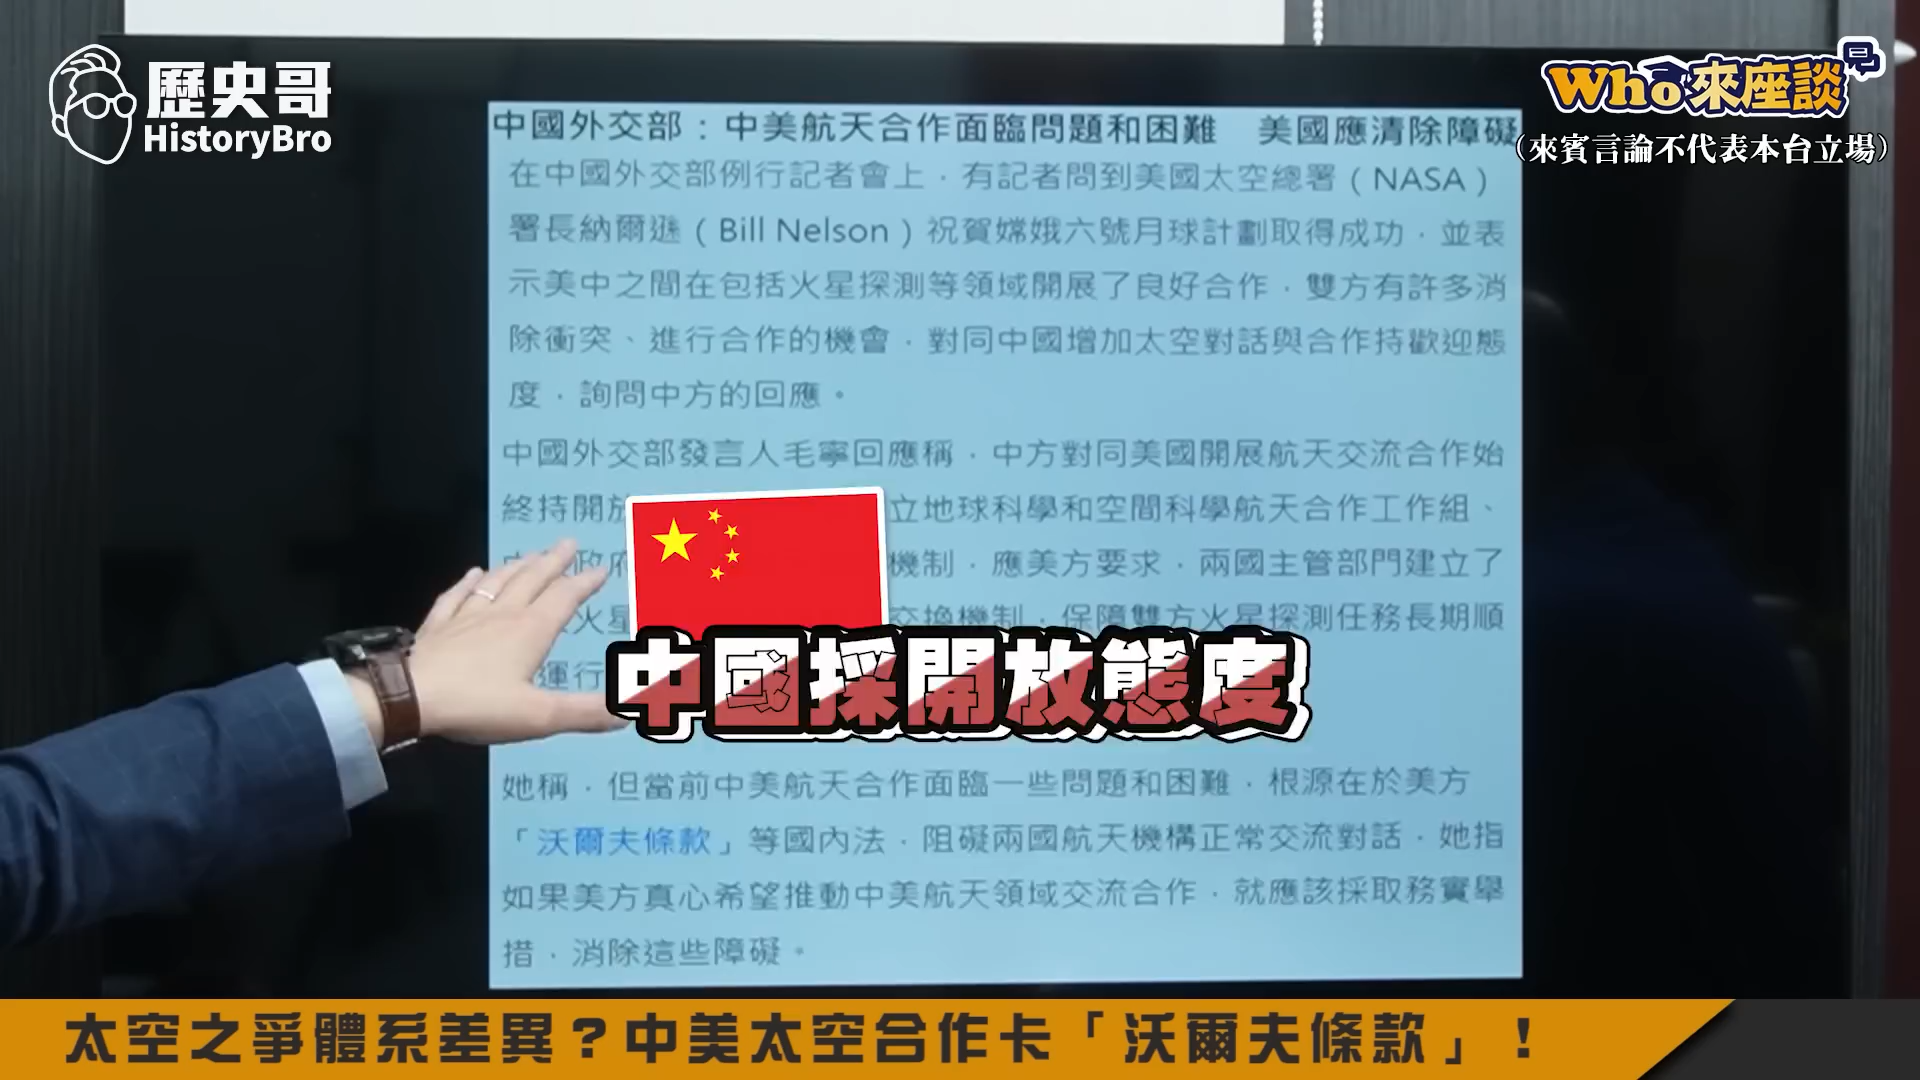 歷史哥
HistoryBro
Who來座談
（來賓言論不代表本台立場）
中國外交部：中美航天合作面臨問題和困難　美國應清除障礙
在中國外交部例行記者會上，有記者問到美國太空總署（NASA）
署長納爾遜（Bill Nelson）祝賀嫦娥六號月球計劃取得成功，並表
示美中之間在包括火星探測等領域開展了良好合作，雙方有許多消
除衝突、進行合作的機會，對同中國增加太空對話與合作持歡迎態
度，詢問中方的回應。
中國外交部發言人毛寧回應稱，中方對同美國開展航天交流合作始
終持開放 立地球科學和空間科學航天合作工作組、
政府 機制，應美方要求，兩國主管部門建立了
火星 交換機制，保障雙方火星探測任務長期順
運行
中國採開放態度
她稱，但當前中美航天合作面臨一些問題和困難，根源在於美方
「沃爾夫條款」等國內法，阻礙兩國航天機構正常交流對話，她指
如果美方真心希望推動中美航天領域交流合作，就應該採取務實舉
措，消除這些障礙。
太空之爭體系差異？中美太空合作卡「沃爾夫條款」！